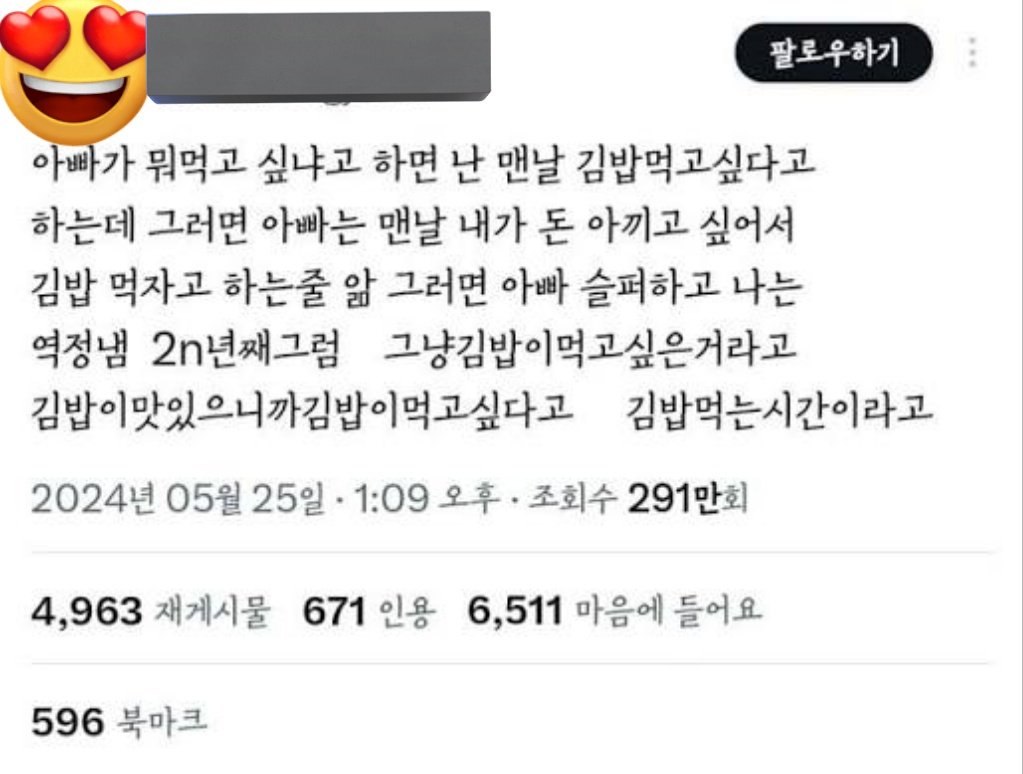 팔로우하기
아빠가 뭐먹고 싶냐고 하면 난 맨날 김밥먹고싶다고
하는데 그러면 아빠는 맨날 내가 돈 아끼고 싶어서
김밥 먹자고 하는줄 앎 그러면 아빠 슬퍼하고 나는
역정냄 2n년째그럼 그냥김밥이먹고싶은거라고
김밥이맛있으니까김밥이먹고싶다고 김밥먹는시간이라고
2024년 05월 25일 · 1:09 오후 · 조회수 291만회
4,963 재게시물 671 인용 6,511 마음에 들어요
596 북마크